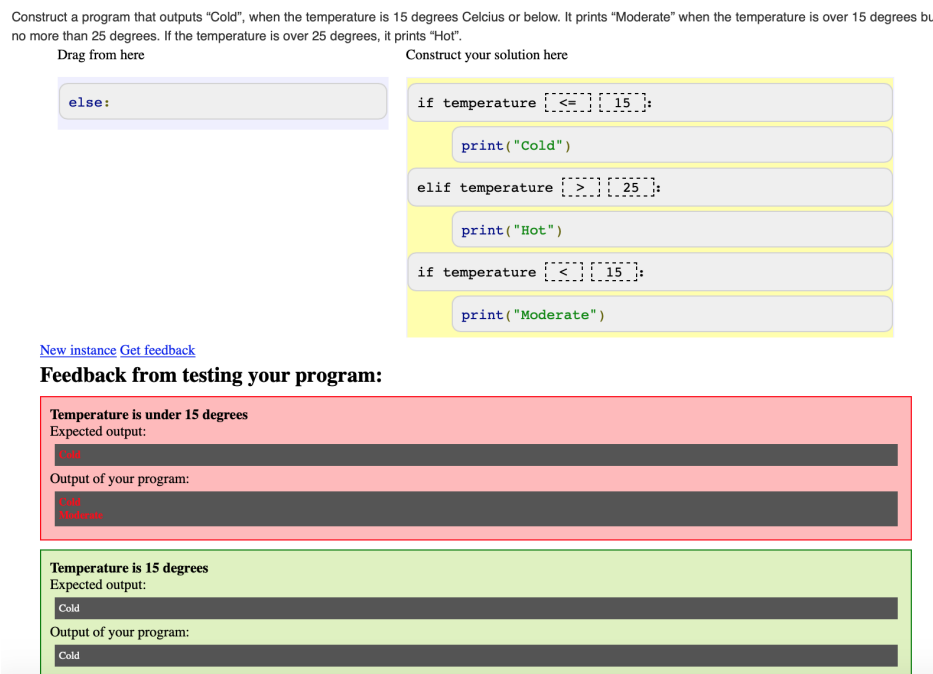 Construct a program that outputs “Cold”, when the temperature is 15 degrees Celcius or below. It prints “Moderate” when the temperature is over 15 degrees bu
no more than 25 degrees. If the temperature is over 25 degrees, it prints “Hot”.
Drag from here
Construct your solution here
else:
if temperature <= 15 :
print("Cold")
elif temperature > 25 :
print("Hot")
if temperature < 15 :
print("Moderate")
New instance Get feedback
Feedback from testing your program:
Temperature is under 15 degrees
Expected output:
Cold
Output of your program:
Cold
Moderate
Temperature is 15 degrees
Expected output:
Cold
Output of your program:
Cold